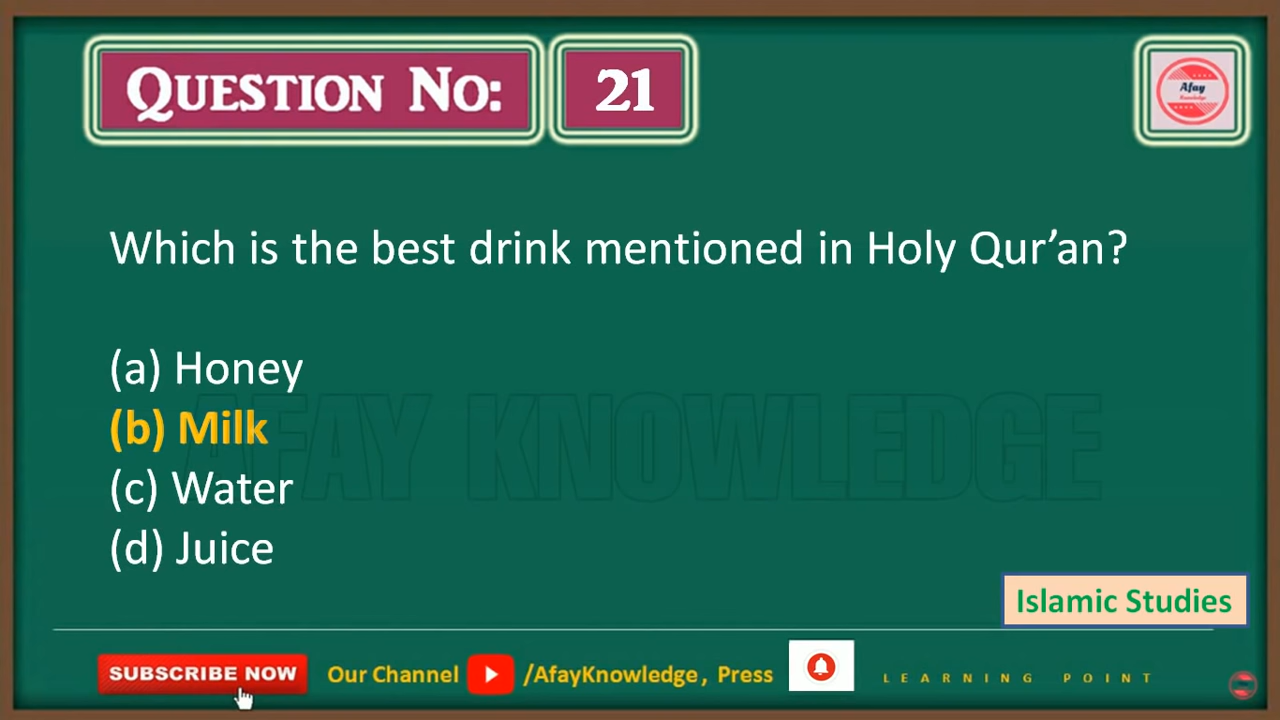 QUESTION NO: 21
Afay
Knowledge
Which is the best drink mentioned in Holy Qur’an?
(a) Honey
(b) Milk
(c) Water
(d) Juice
AFAY KNOWLEDGE
Islamic Studies
SUBSCRIBE NOW Our Channel /AfayKnowledge, Press LEARNING POINT